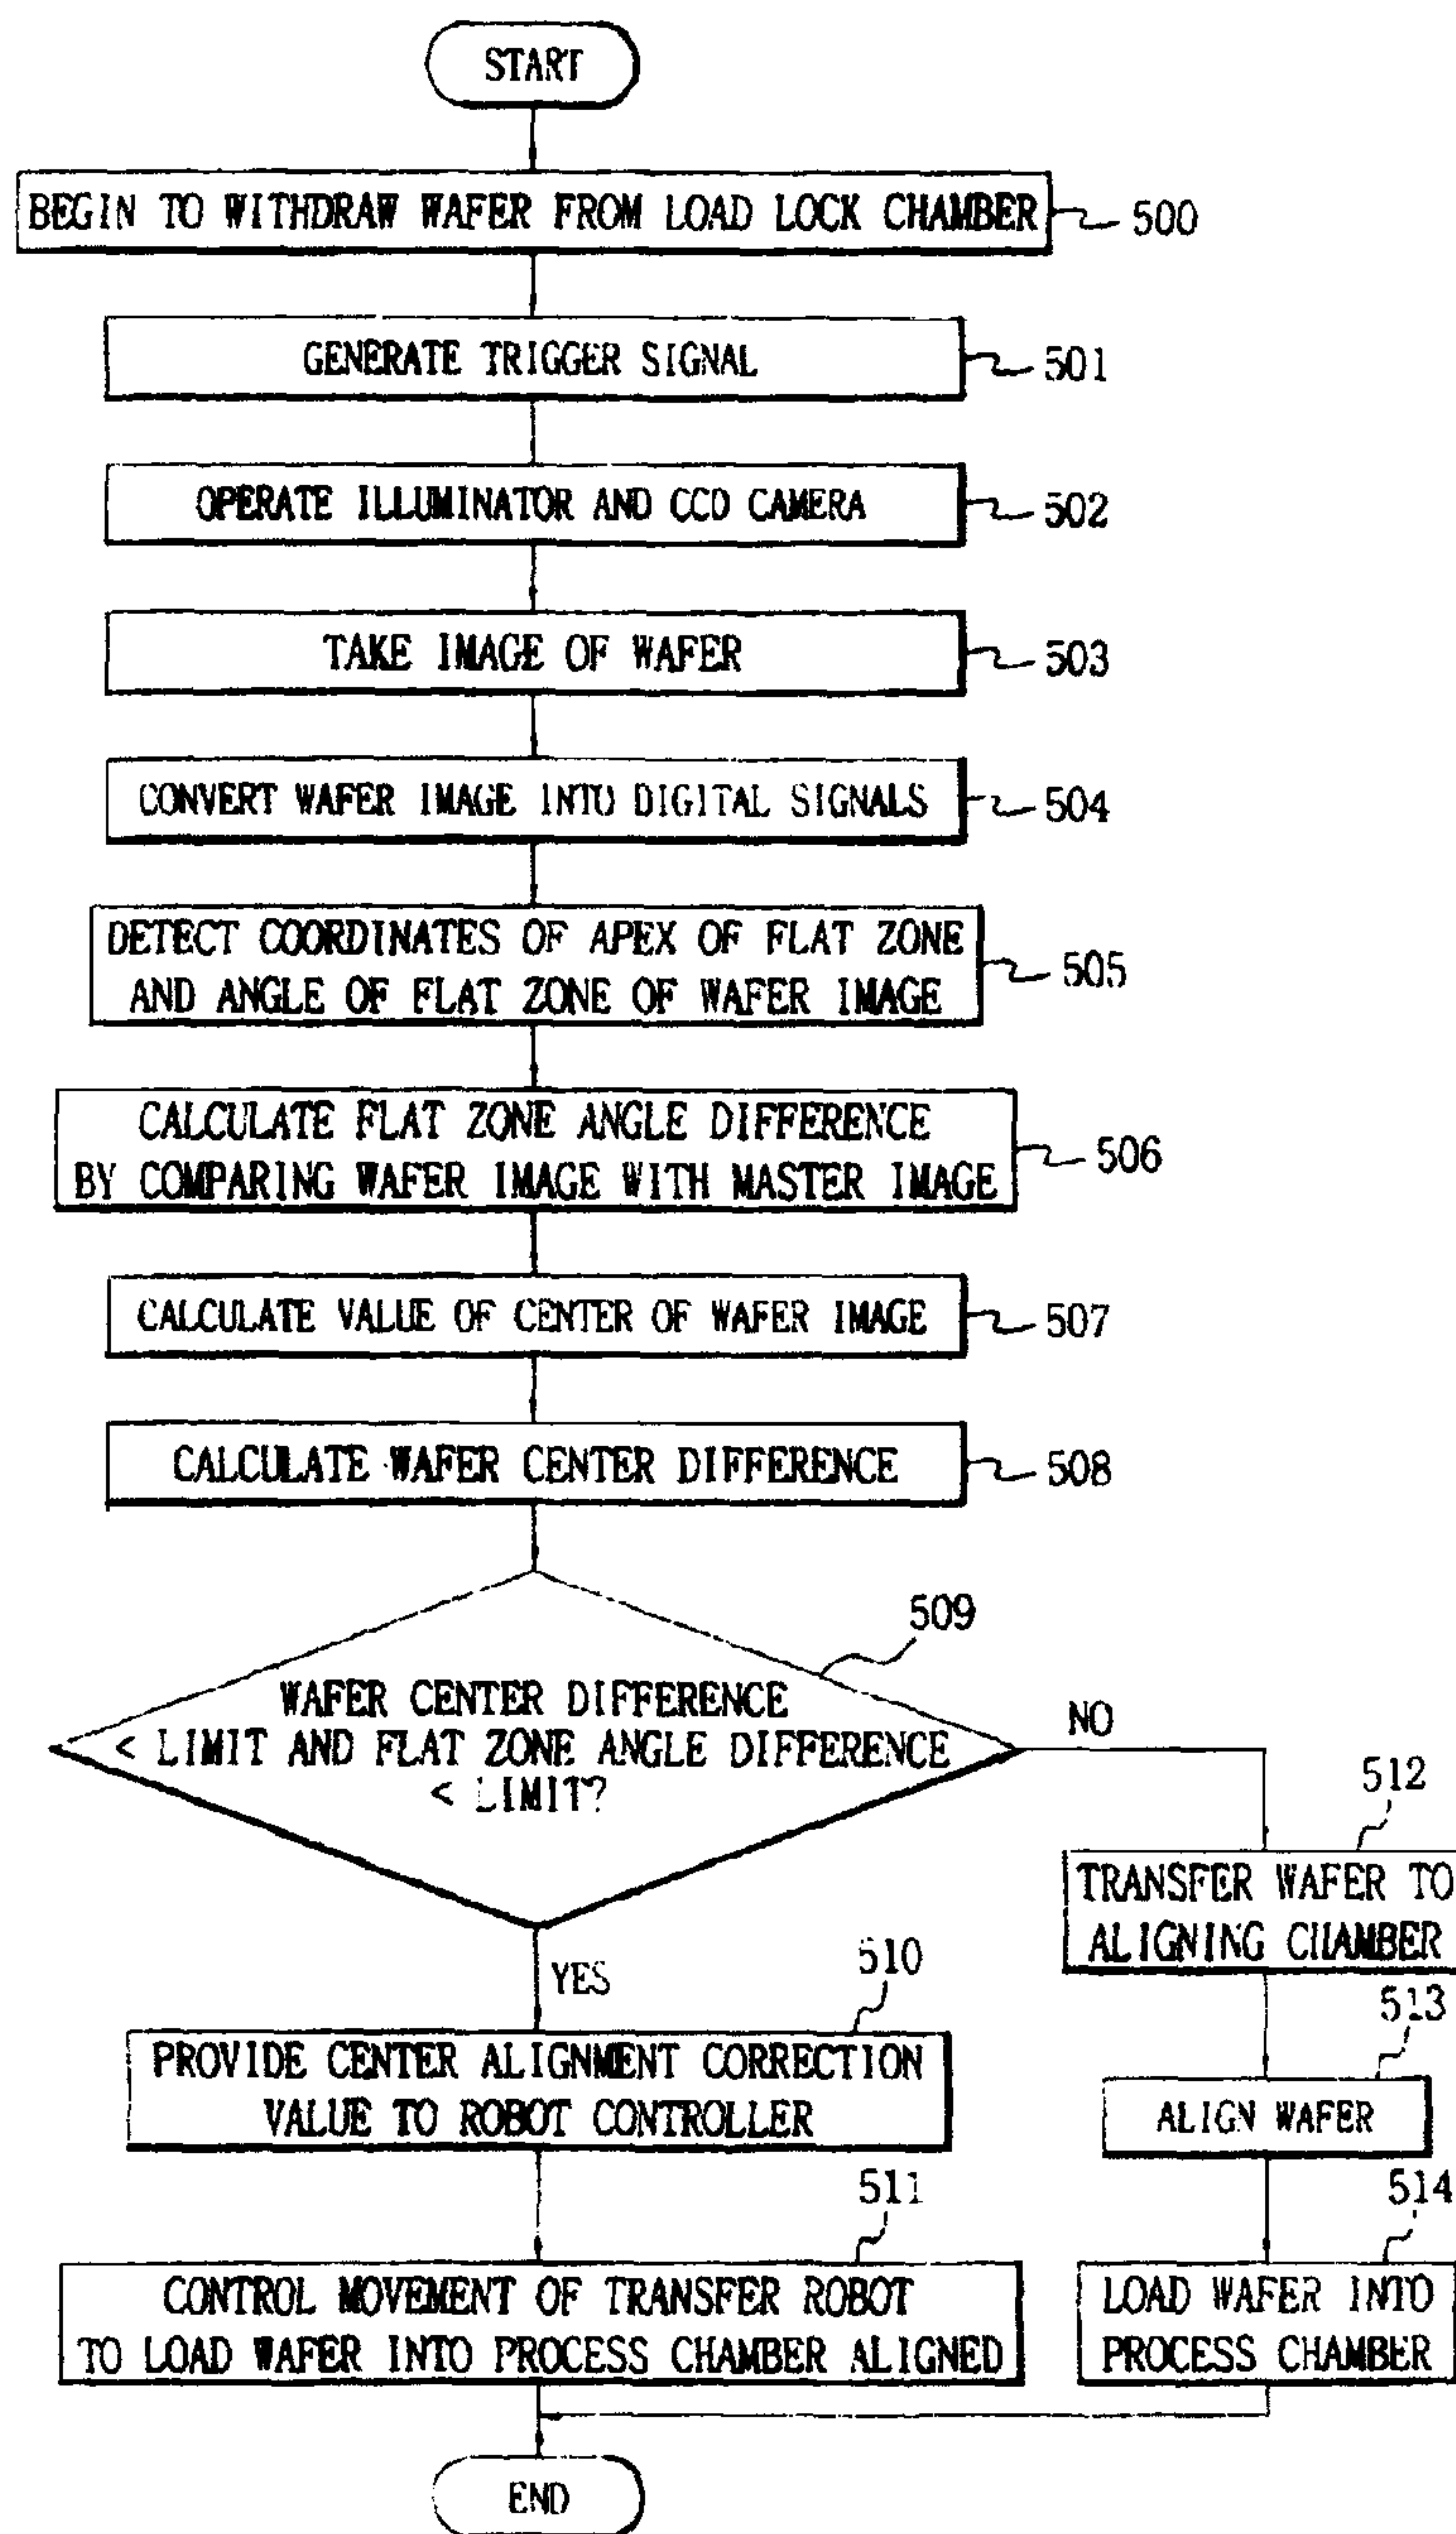 START
BEGIN TO WITHDRAW WAFER FROM LOAD LOCK CHAMBER
500
GENERATE TRIGGER SIGNAL
501
OPERATE ILLUMINATOR AND CCD CAMERA
502
TAKE IMAGE OF WAFER
503
CONVERT WAFER IMAGE INTO DIGITAL SIGNALS
504
DETECT COORDINATES OF APEX OF FLAT ZONE
AND ANGLE OF FLAT ZONE OF WAFER IMAGE
505
CALCULATE FLAT ZONE ANGLE DIFFERENCE
BY COMPARING WAFER IMAGE WITH MASTER IMAGE
506
CALCULATE VALUE OF CENTER OF WAFER IMAGE
507
CALCULATE WAFER CENTER DIFFERENCE
508
509
WAFER CENTER DIFFERENCE
< LIMIT AND FLAT ZONE ANGLE DIFFERENCE
< LIMIT?
NO
YES
510
PROVIDE CENTER ALIGNMENT CORRECTION
VALUE TO ROBOT CONTROLLER
511
CONTROL MOVEMENT OF TRANSFER ROBOT
TO LOAD WAFER INTO PROCESS CHAMBER ALIGNED
512
TRANSFER WAFER TO
ALIGNING CHAMBER
513
ALIGN WAFER
514
LOAD WAFER INTO
PROCESS CHAMBER
END